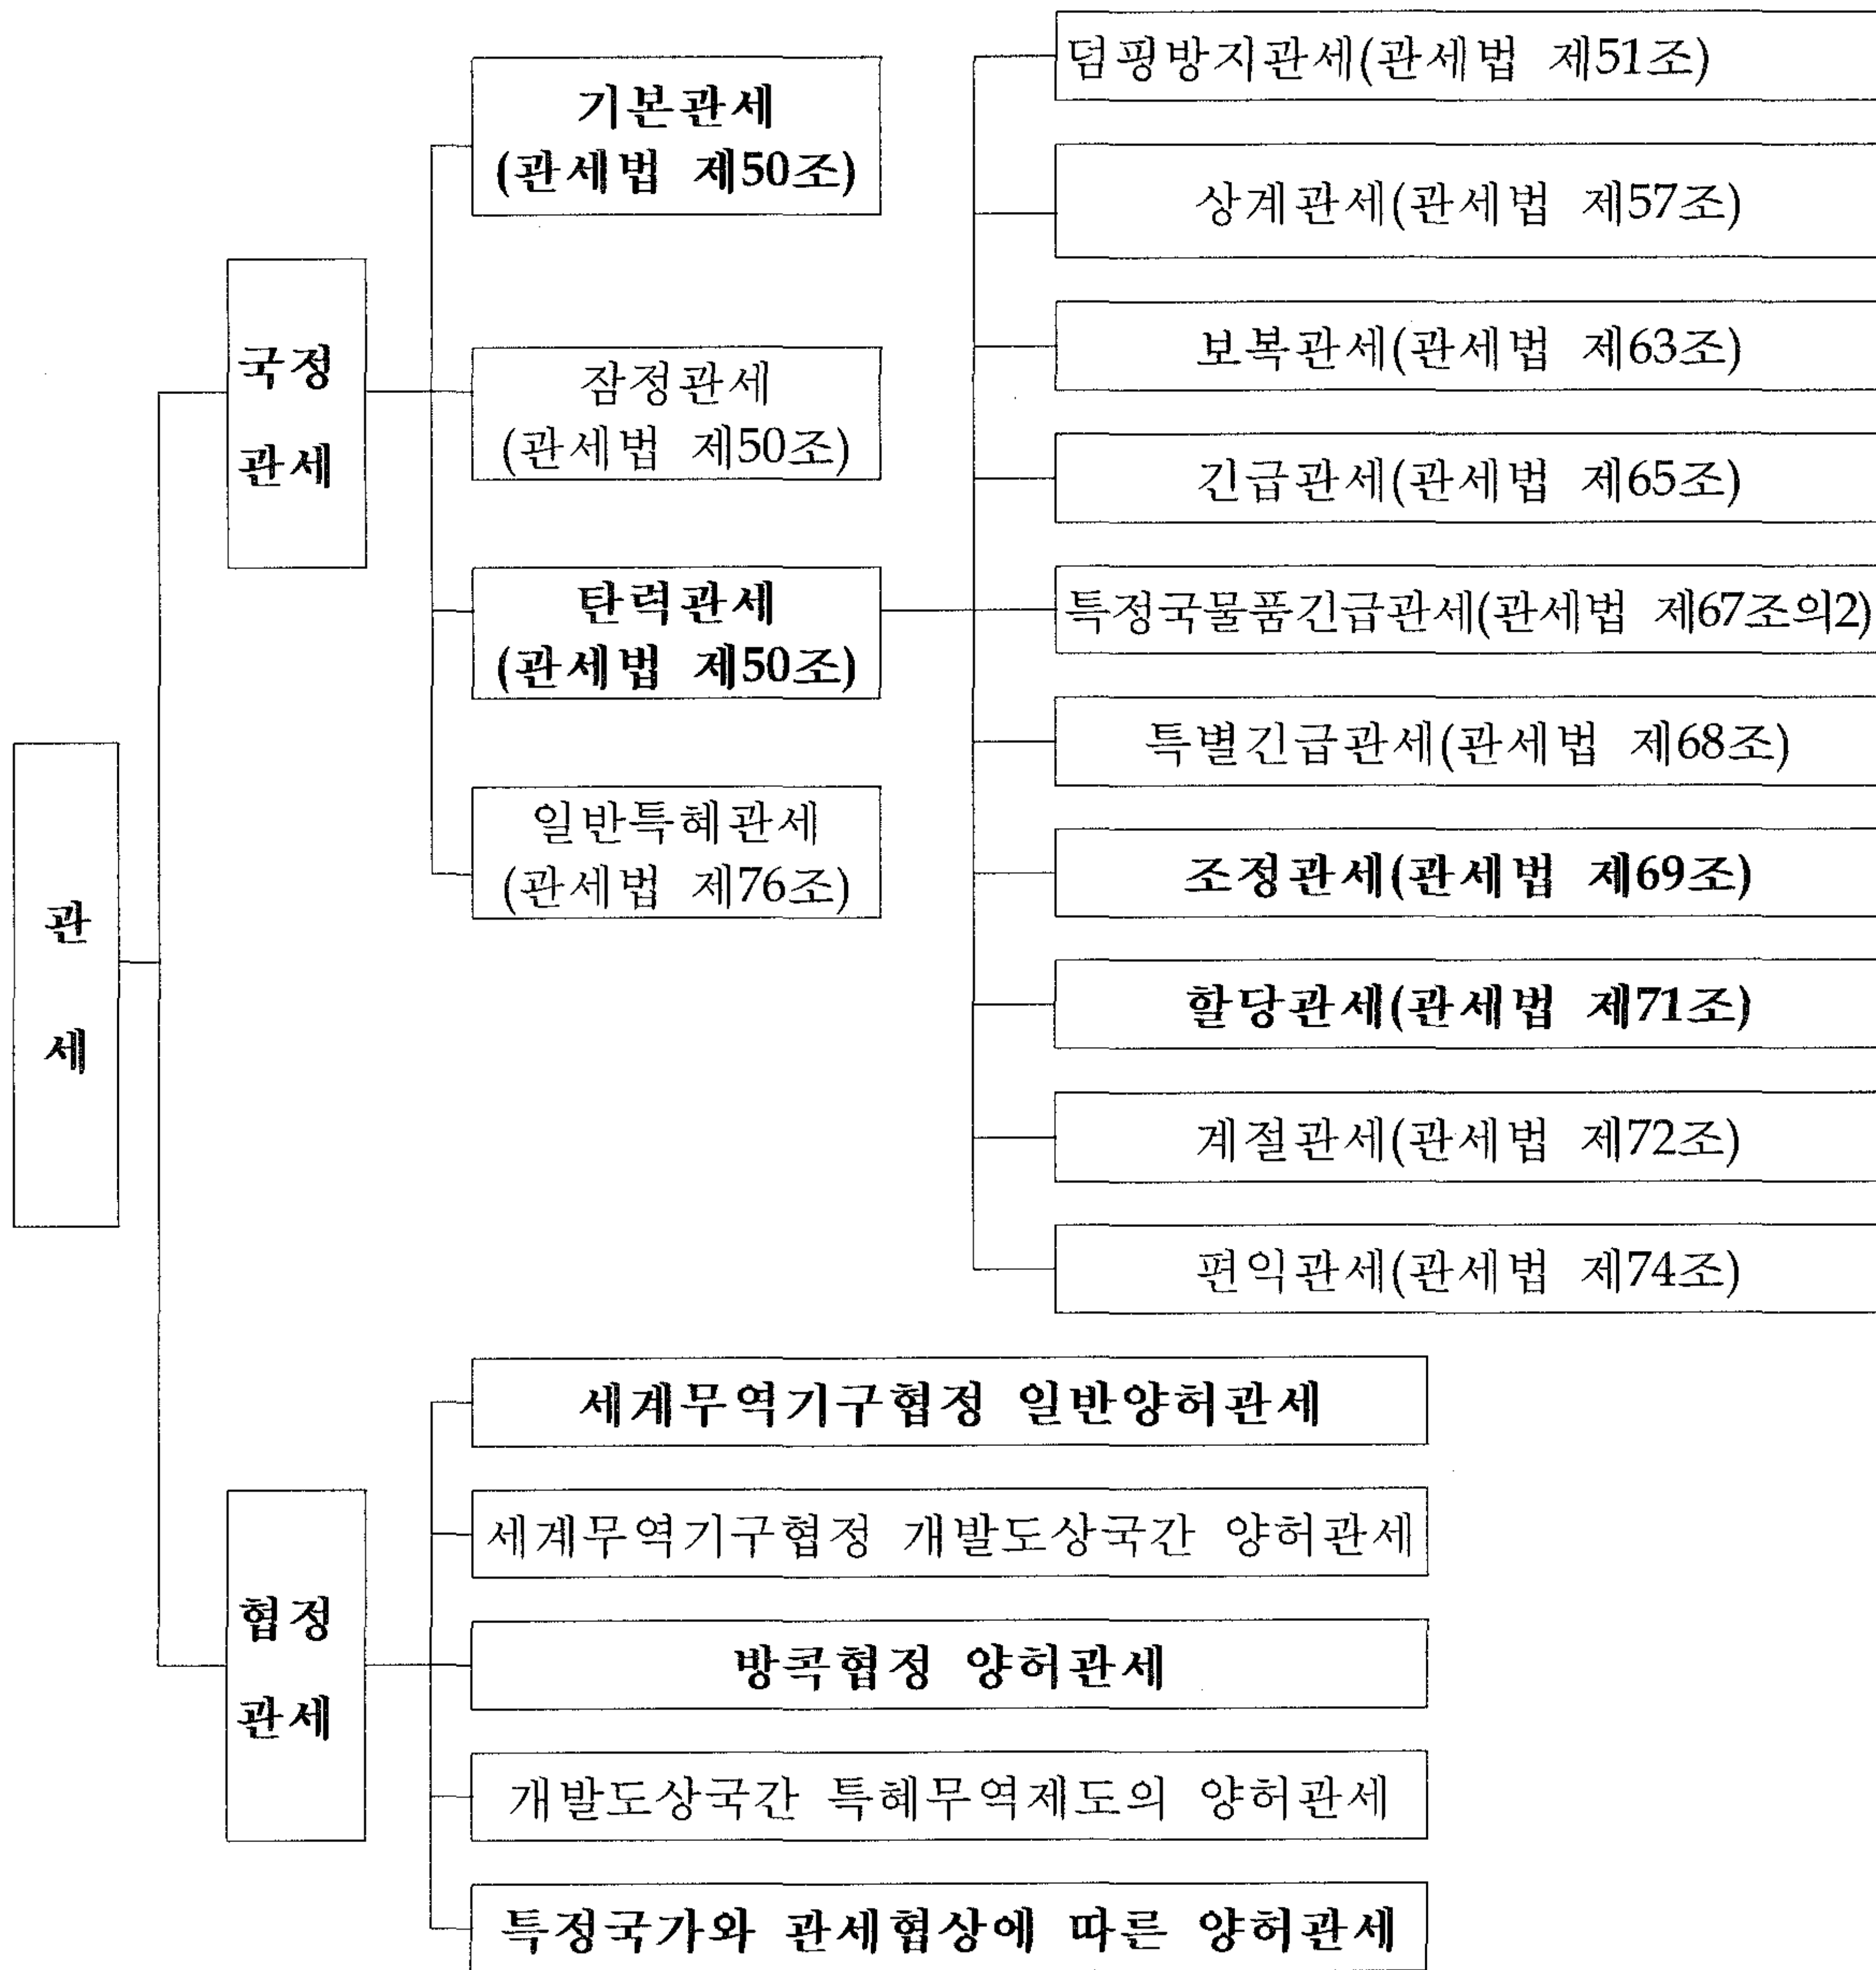 관
세
국정
관세
기본관세
(관세법 제50조)
잠정관세
(관세법 제50조)
탄력관세
(관세법 제50조)
일반특혜관세
(관세법 제76조)
덤핑방지관세(관세법 제51조)
상계관세(관세법 제57조)
보복관세(관세법 제63조)
긴급관세(관세법 제65조)
특정국물품긴급관세(관세법 제67조의2)
특별긴급관세(관세법 제68조)
조정관세(관세법 제69조)
할당관세(관세법 제71조)
계절관세(관세법 제72조)
편익관세(관세법 제74조)
협정
관세
세계무역기구협정 일반양허관세
세계무역기구협정 개발도상국간 양허관세
방콕협정 양허관세
개발도상국간 특혜무역제도의 양허관세
특정국가와 관세협상에 따른 양허관세